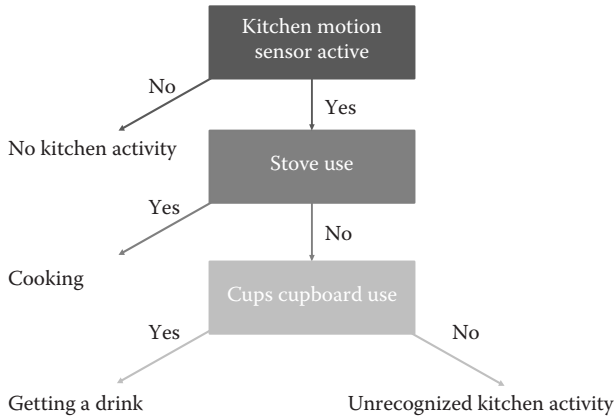 Kitchen motion
sensor active
No
Yes
No kitchen activity
Stove use
Yes
No
Cooking
Cups cupboard use
Yes
No
Getting a drink
Unrecognized kitchen activity